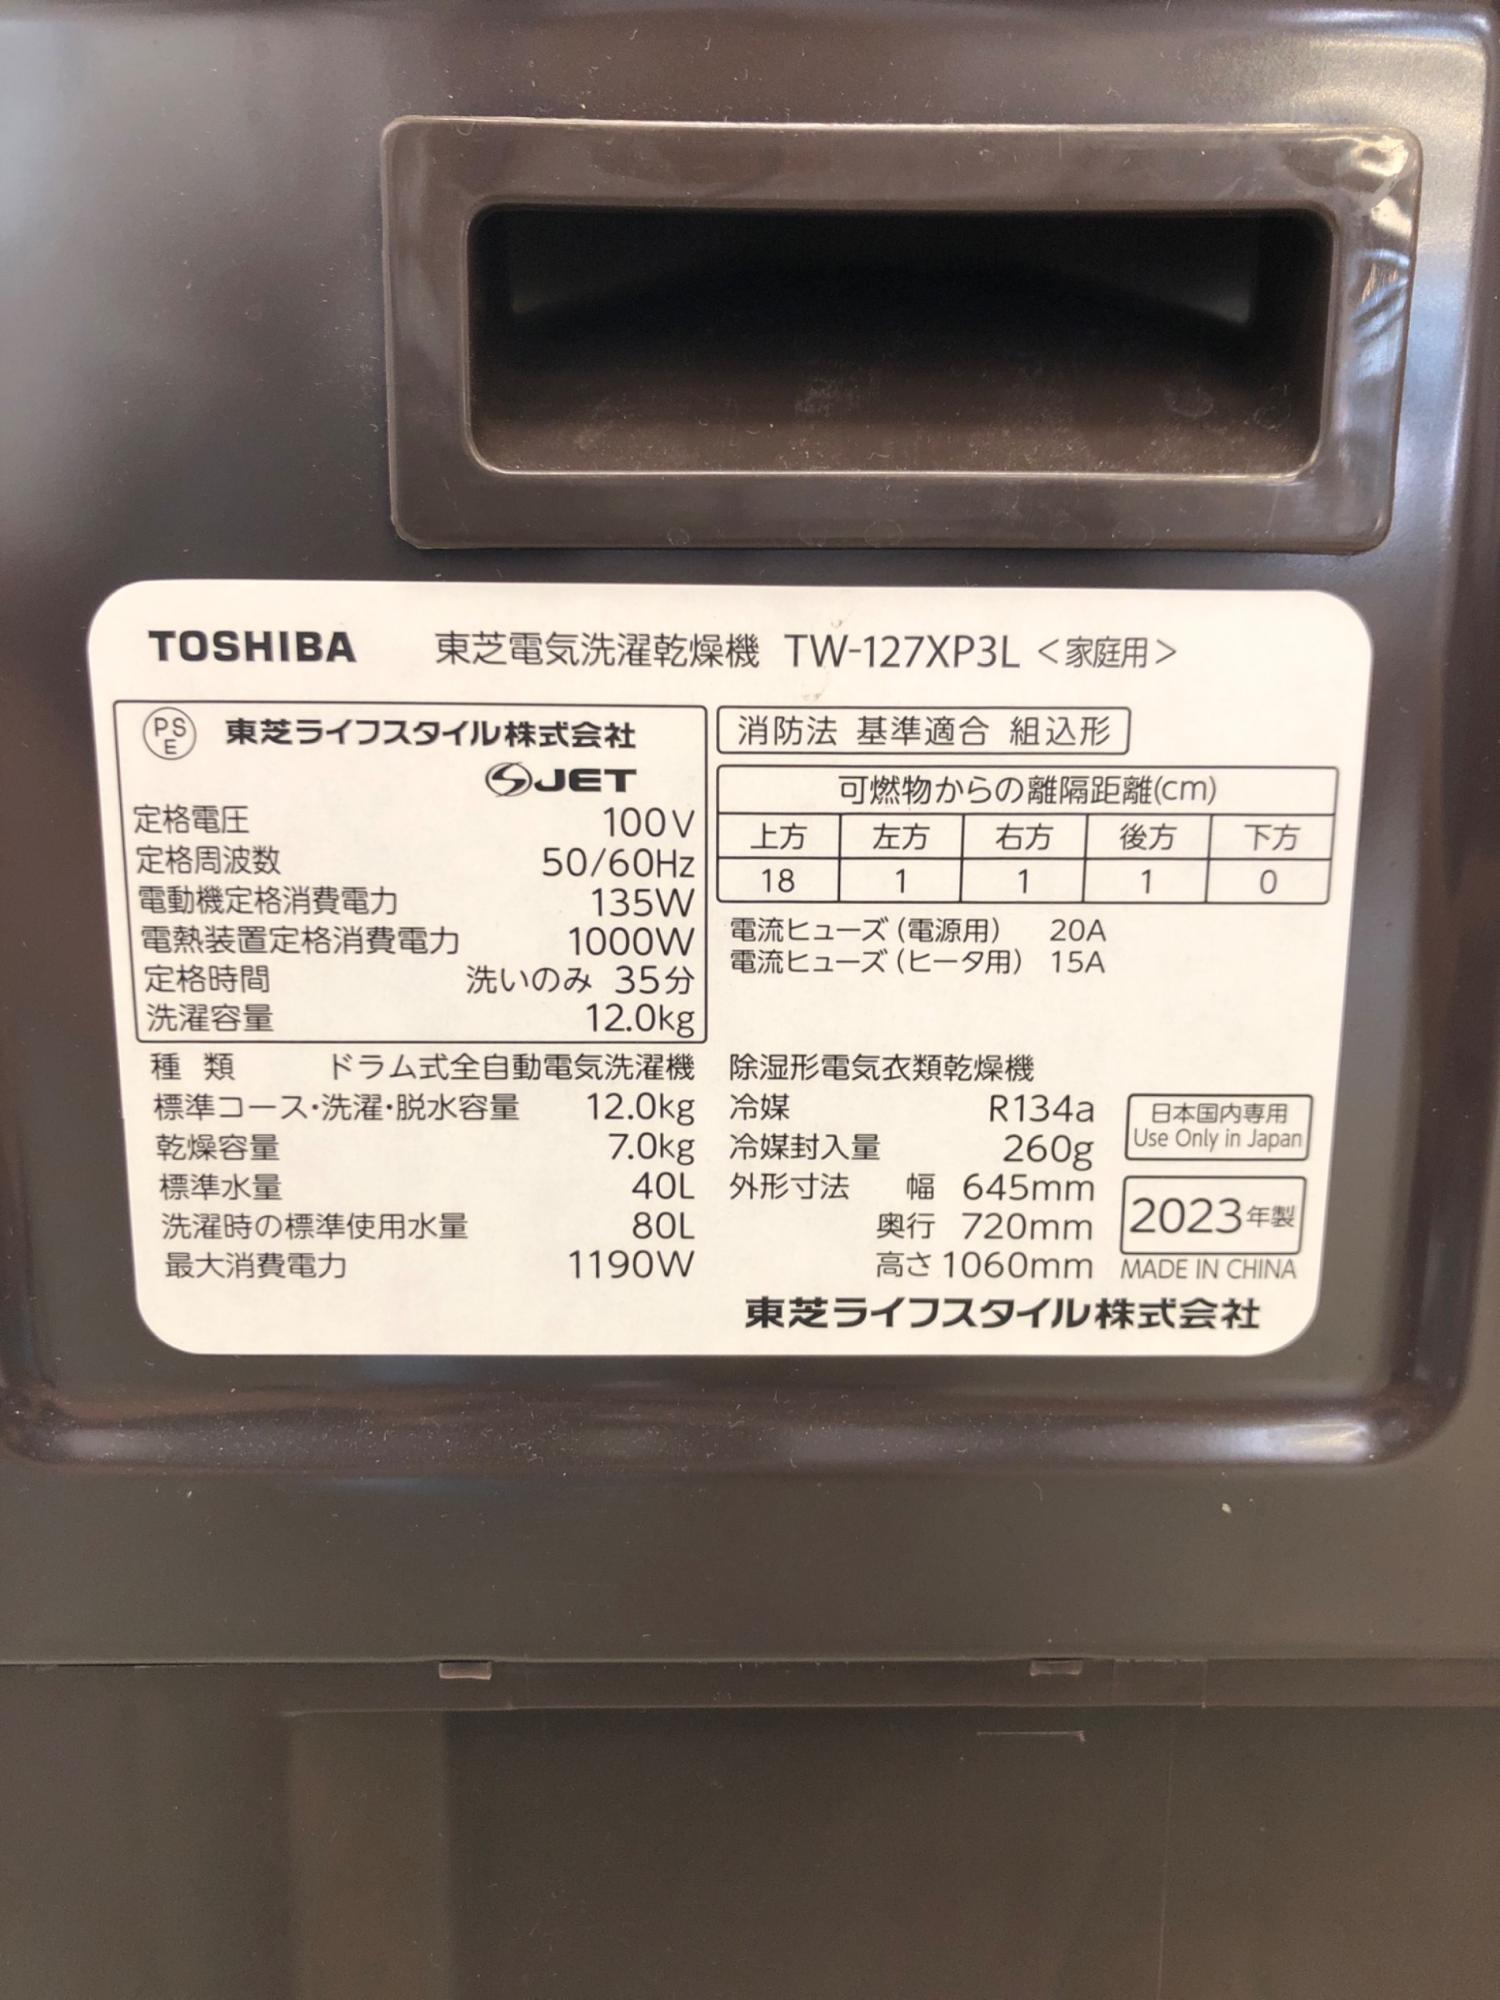 TOSHIBA 東芝電気洗濯乾燥機 TW-127XP3L <家庭用>
PSE 東芝ライフスタイル株式会社
SJET
定格電圧 100V
定格周波数 50/60Hz
電動機定格消費電力 135W
電熱装置定格消費電力 1000W
定格時間 洗いのみ 35分
洗濯容量 12.0kg
消防法 基準適合 組込形
可燃物からの離隔距離(cm)
上方 左方 右方 後方 下方
18 1 1 1 0
電流ヒューズ(電源用) 20A
電流ヒューズ(ヒータ用) 15A
種類 ドラム式全自動電気洗濯機
標準コース・洗濯・脱水容量 12.0kg
乾燥容量 7.0kg
標準水量 40L
洗濯時の標準使用水量 80L
最大消費電力 1190W
除湿形電気衣類乾燥機
冷媒 R134a
冷媒封入量 260g
外形寸法 幅 645mm
奥行 720mm
高さ 1060mm
日本国内専用
Use Only in Japan
2023年製
MADE IN CHINA
東芝ライフスタイル株式会社